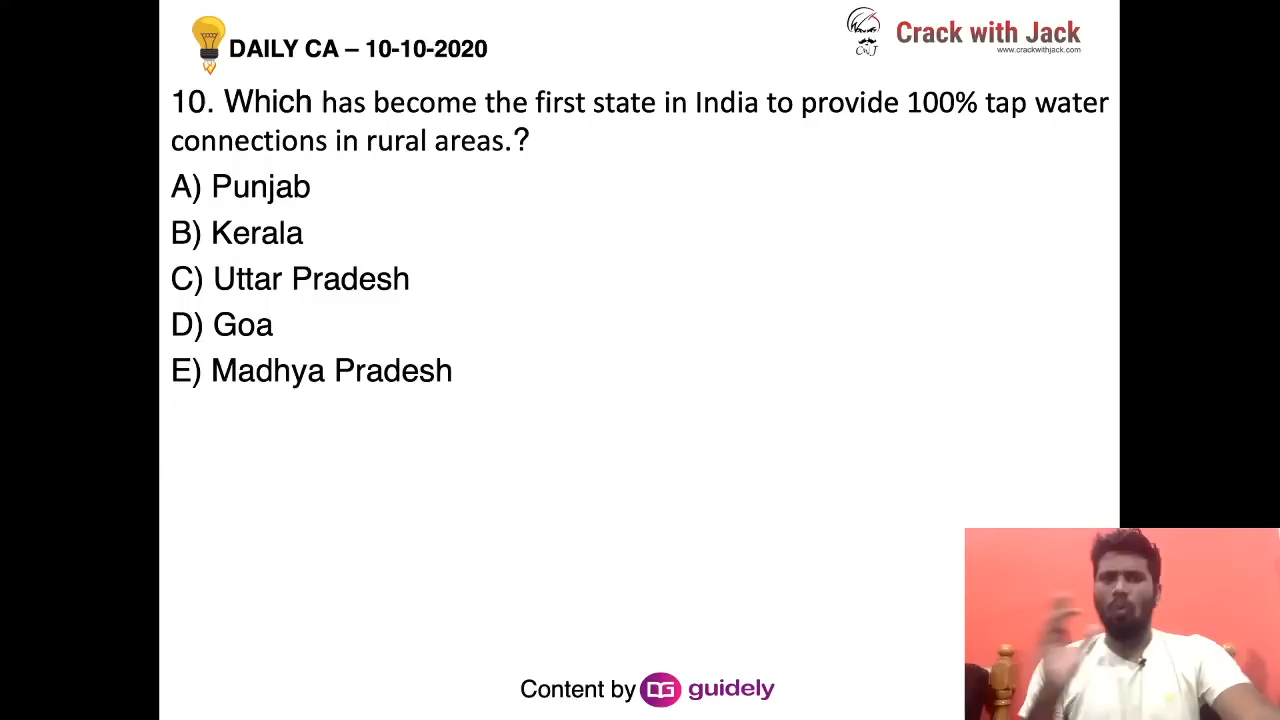 DAILY CA – 10-10-2020
Crack with Jack
www.crackwithjack.com
CWJ
10. Which has become the first state in India to provide 100% tap water
connections in rural areas.?
A) Punjab
B) Kerala
C) Uttar Pradesh
D) Goa
E) Madhya Pradesh
Content by DG guidely